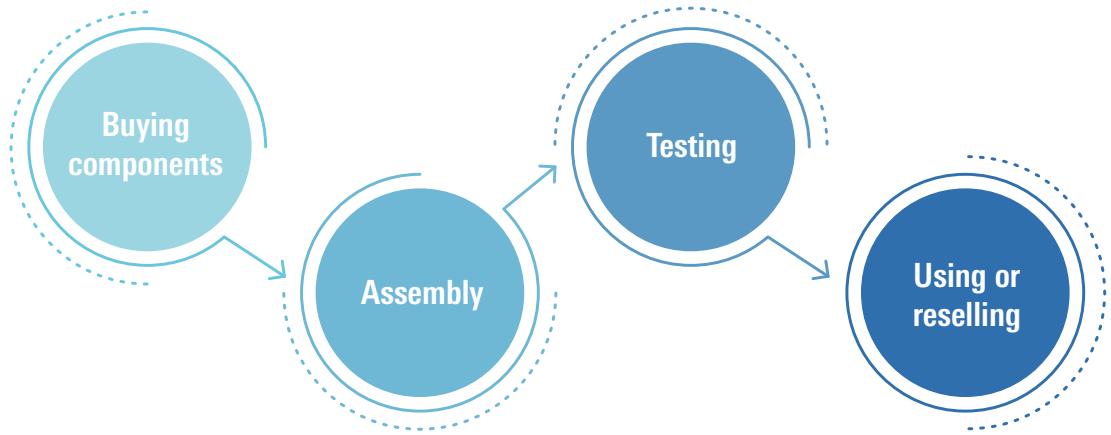 Buying
components
Assembly
Testing
Using or
reselling